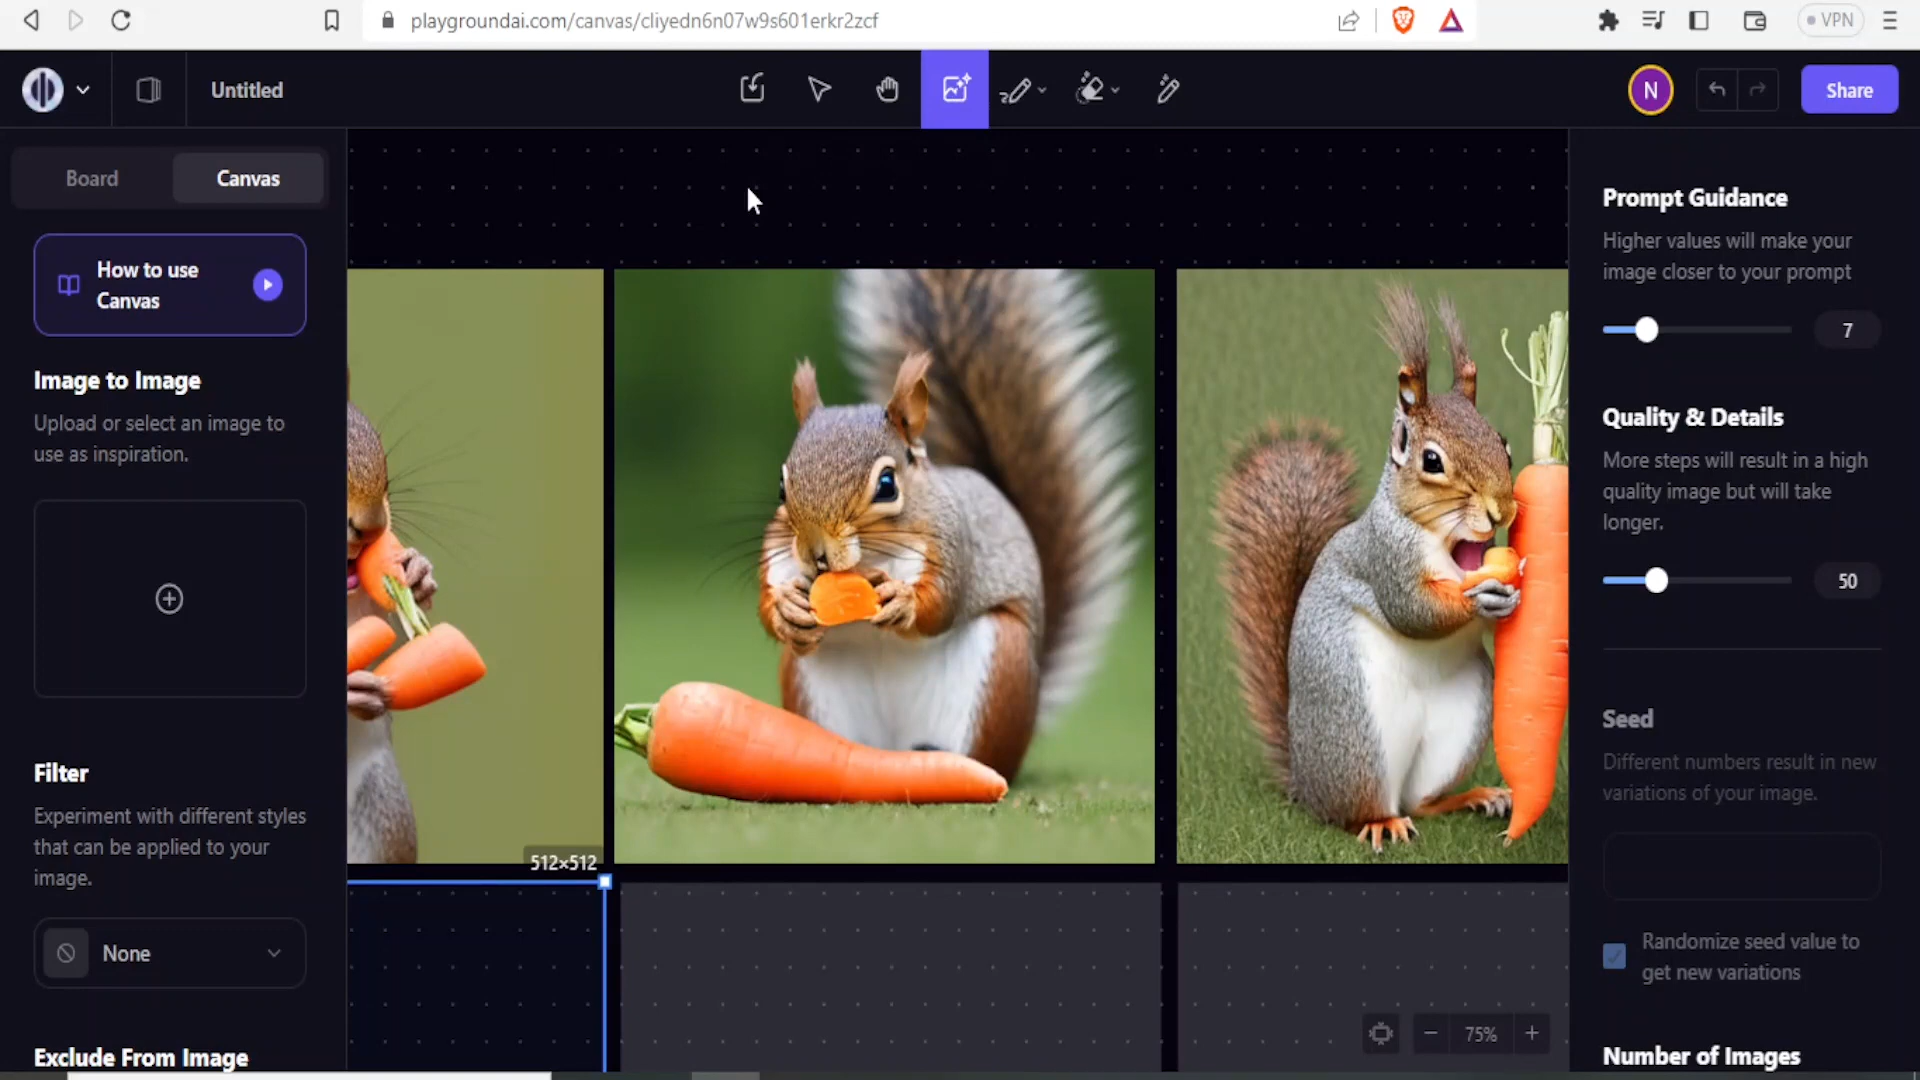 playgroundai.com/canvas/cliyedn6n07w9s601erkr2zcf
VPN
Untitled
N
Share
Board
Canvas
How to use
Canvas
Image to Image
Upload or select an image to
use as inspiration.
Filter
Experiment with different styles
that can be applied to your
image.
None
Exclude From Image
512×512
75%
Prompt Guidance
Higher values will make your
image closer to your prompt
7
Quality & Details
More steps will result in a high
quality image but will take
longer.
50
Seed
Different numbers result in new
variations of your image.
Randomize seed value to
get new variations
Number of Images